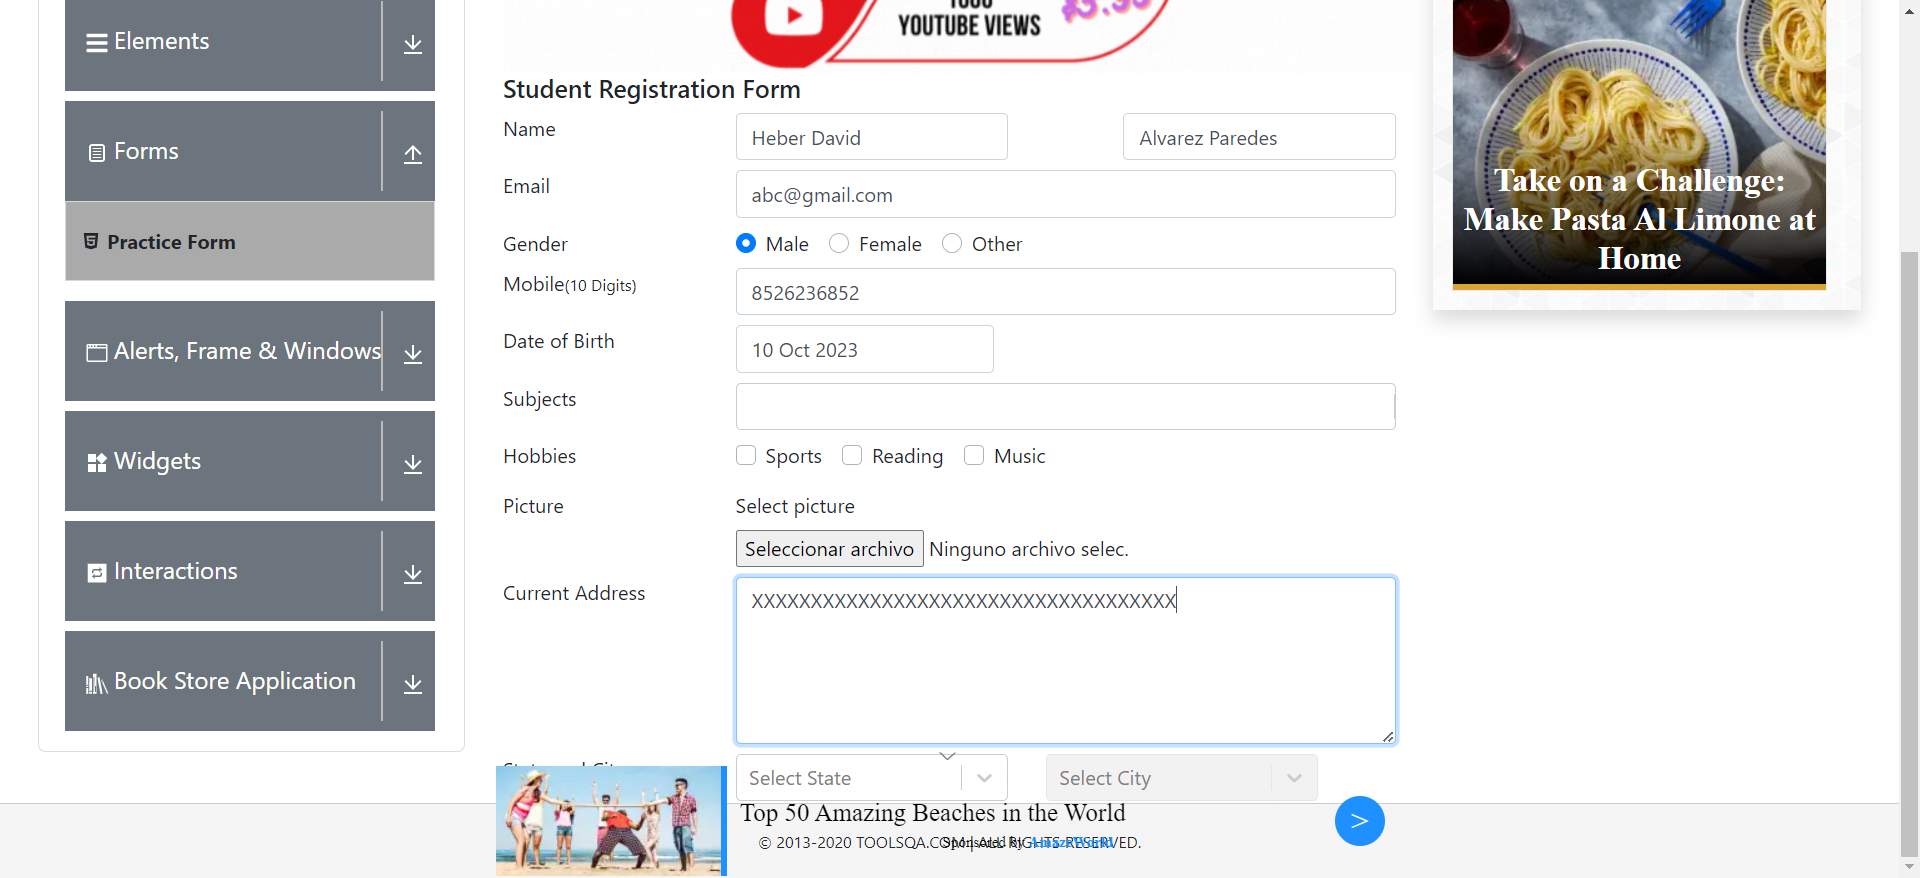 Elements
Forms
Practice Form
Alerts, Frame & Windows
Widgets
Interactions
Book Store Application
YOUTUBE VIEWS
Student Registration Form
Name
Heber David
Alvarez Paredes
Email
abc@gmail.com
Gender
Male
Female
Other
Mobile(10 Digits)
8526236852
Date of Birth
10 Oct 2023
Subjects
Hobbies
Sports
Reading
Music
Picture
Select picture
Seleccionar archivo
Ninguno archivo selec.
Current Address
XXXXXXXXXXXXXXXXXXXXXXXXXXXXXXXXXXXX
Select State
Select City
Top 50 Amazing Beaches in the World
© 2013-2020 TOOLSQA.COM | ALL RIGHTS RESERVED.
>
Take on a Challenge:
Make Pasta Al Limone at
Home